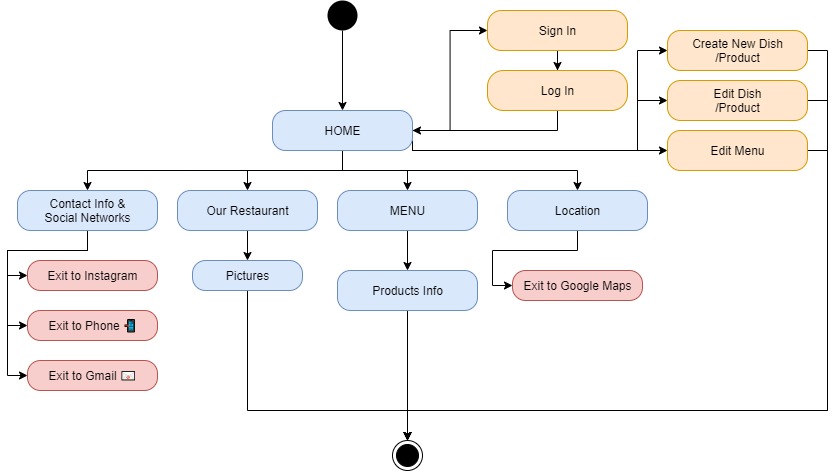 Sign In
Create New Dish
/Product
Log In
Edit Dish
/Product
HOME
Edit Menu
Contact Info &
Social Networks
Our Restaurant
MENU
Location
Exit to Instagram
Pictures
Products Info
Exit to Google Maps
Exit to Phone 📲
Exit to Gmail 📨